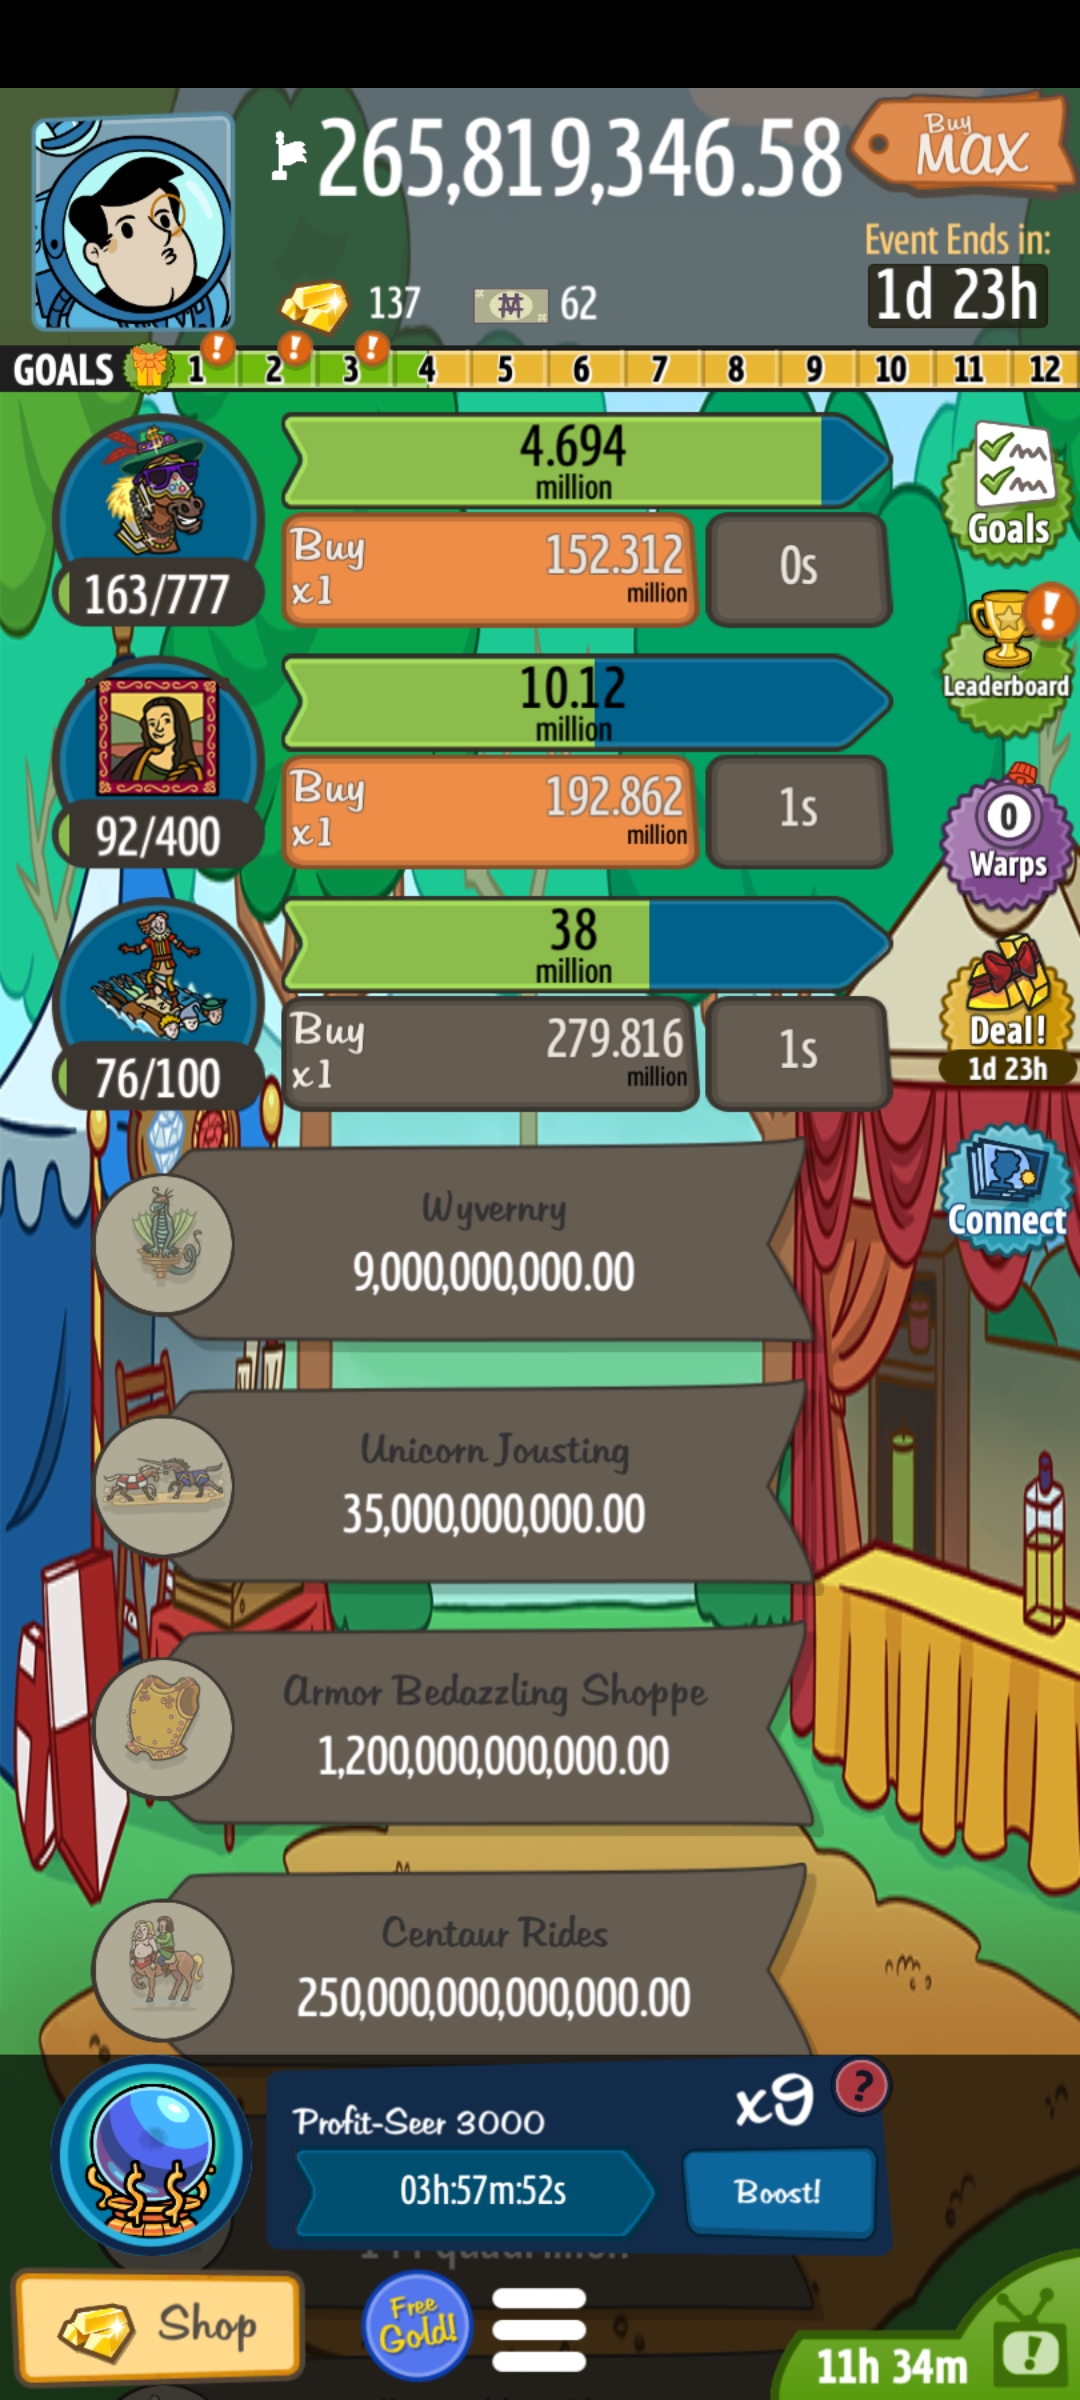 265,819,346.58
Buy
MAX
Event Ends in:
137
62
1d 23h
GOALS 1 ! 2 ! 3 ! 4 5 6 7 8 9 10 11 12
4.694
million
Buy
x1
152.312
million
0s
163/777
Goals
10.12
million
Buy
x1
192.862
million
1s
92/400
!
Leaderboard
0
Warps
38
million
Buy
x1
279.816
million
1s
76/100
Deal!
1d 23h
Connect
Wyvernry
9,000,000,000.00
Unicorn Jousting
35,000,000,000.00
Armor Bedazzling Shoppe
1,200,000,000,000.00
Centaur Rides
250,000,000,000,000.00
Profit-Seer 3000
x9
?
03h:57m:52s
Boost!
Shop
Free
Gold!
11h 34m
!